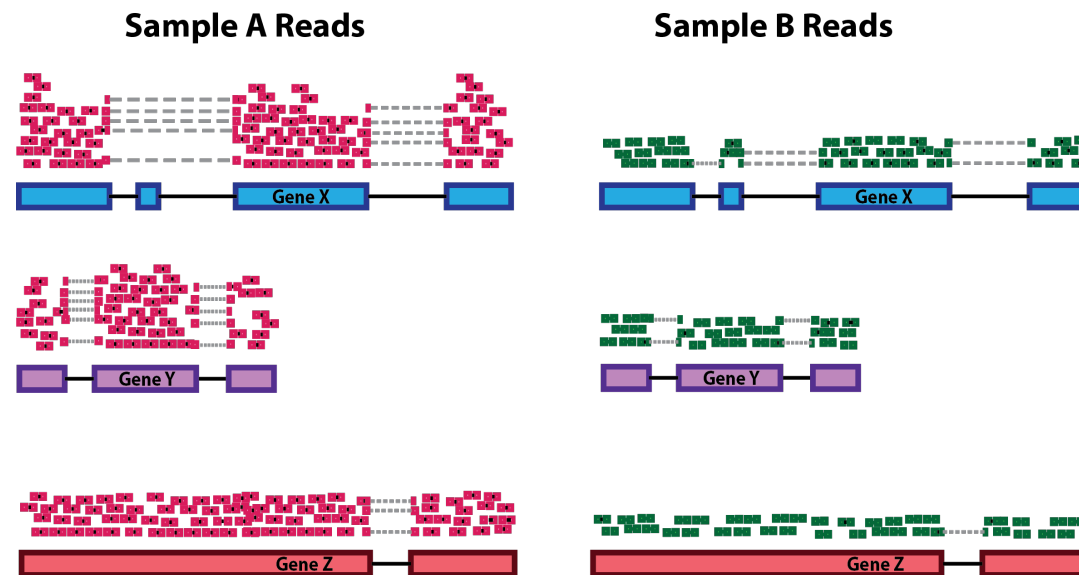 Sample A Reads
Sample B Reads
Gene X
Gene X
Gene Y
Gene Y
Gene Z
Gene Z